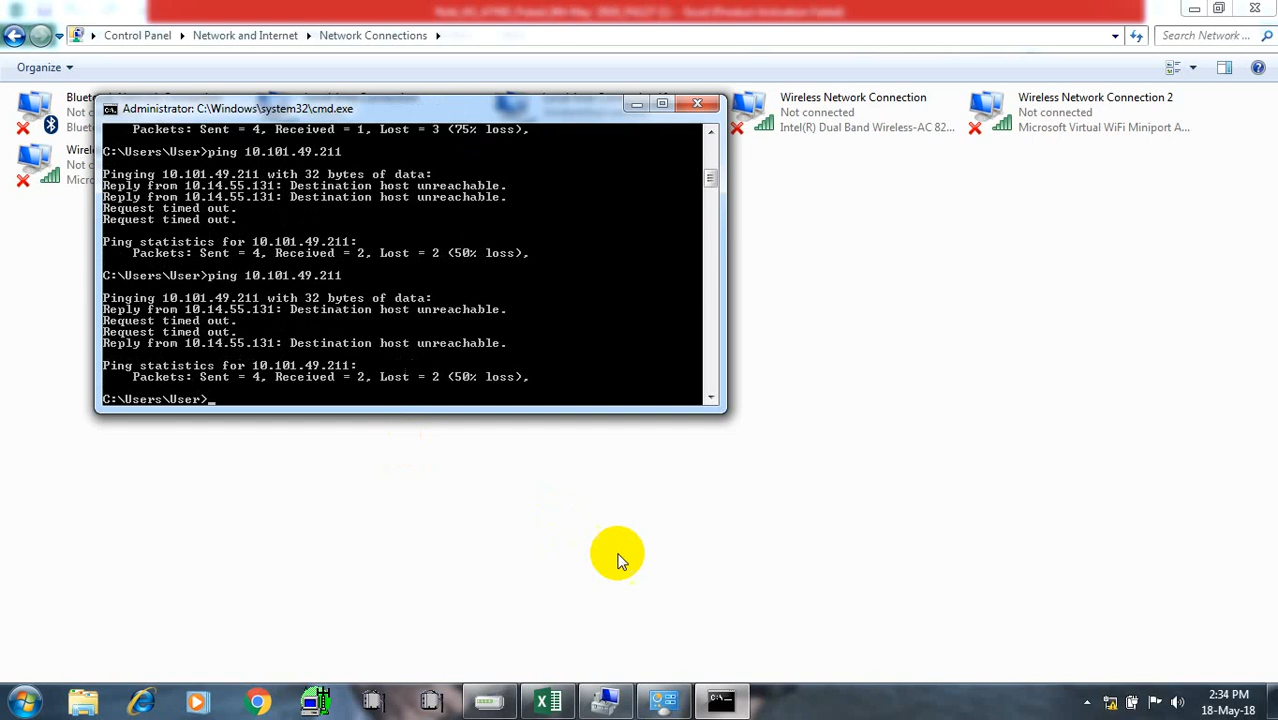 Control Panel
Network and Internet
Network Connections
Search Network ...
Organize
Not connected
Administrator: C:\Windows\system32\cmd.exe
Wireless Network Connection
Not connected
Intel(R) Dual Band Wireless-AC 82...
Wireless Network Connection 2
Not connected
Microsoft Virtual WiFi Miniport A...
Packets: Sent = 4, Received = 1, Lost = 3 (75% loss),
C:\Users\User>ping 10.101.49.211
Pinging 10.101.49.211 with 32 bytes of data:
Reply from 10.14.55.131: Destination host unreachable.
Reply from 10.14.55.131: Destination host unreachable.
Request timed out.
Request timed out.
Ping statistics for 10.101.49.211:
Packets: Sent = 4, Received = 2, Lost = 2 (50% loss),
C:\Users\User>ping 10.101.49.211
Pinging 10.101.49.211 with 32 bytes of data:
Reply from 10.14.55.131: Destination host unreachable.
Request timed out.
Request timed out.
Reply from 10.14.55.131: Destination host unreachable.
Ping statistics for 10.101.49.211:
Packets: Sent = 4, Received = 2, Lost = 2 (50% loss),
C:\Users\User>_
2:34 PM
18-May-18